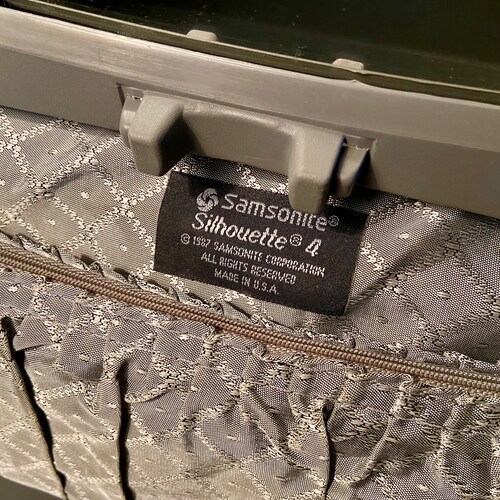 Samsonite®
Silhouette® 4
© 1987 SAMSONITE CORPORATION
ALL RIGHTS RESERVED
MADE IN U.S.A.